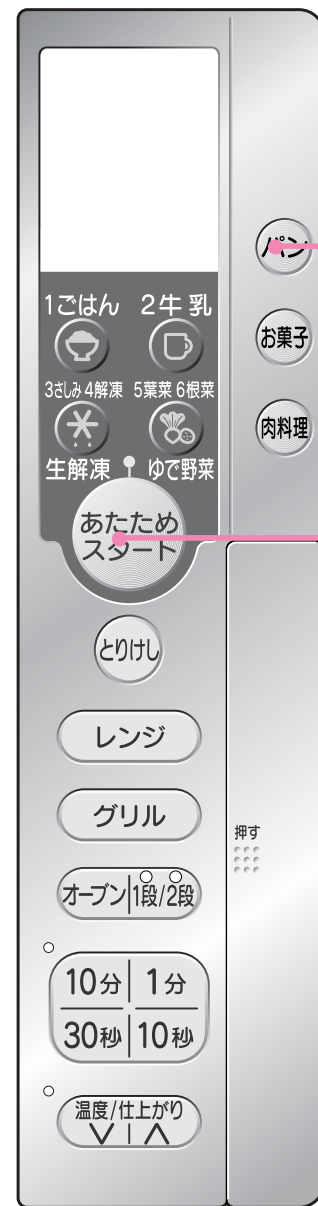 1ごはん 2牛乳
3さしみ 4解凍 5葉菜 6根菜
生解凍 ゆで野菜
あたため
スタート
とりけし
レンジ
グリル
オーブン 1段/2段
10分 1分
30秒 10秒
温度/仕上がり
パン
お菓子
肉料理
押す